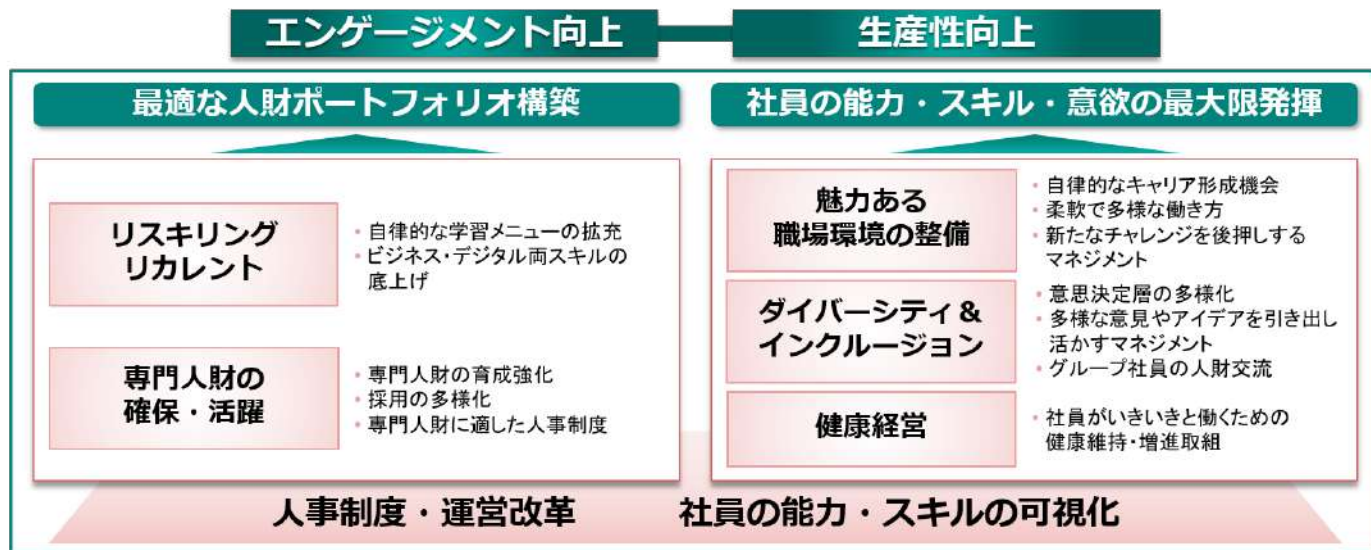 エンゲージメント向上
生産性向上
最適な人財ポートフォリオ構築
リスキリング
リカレント
・自律的な学習メニューの拡充
・ビジネス・デジタル両スキルの
底上げ
専門人財の
確保・活躍
・専門人財の育成強化
・採用の多様化
・専門人財に適した人事制度
社員の能力・スキル・意欲の最大限発揮
魅力ある
職場環境の整備
・自律的なキャリア形成機会
・柔軟で多様な働き方
・新たなチャレンジを後押しする
マネジメント
ダイバーシティ＆
インクルージョン
・意思決定層の多様化
・多様な意見やアイデアを引き出し
活かすマネジメント
・グループ社員の人財交流
健康経営
・社員がいきいきと働くための
健康維持・増進取組
人事制度・運営改革
社員の能力・スキルの可視化